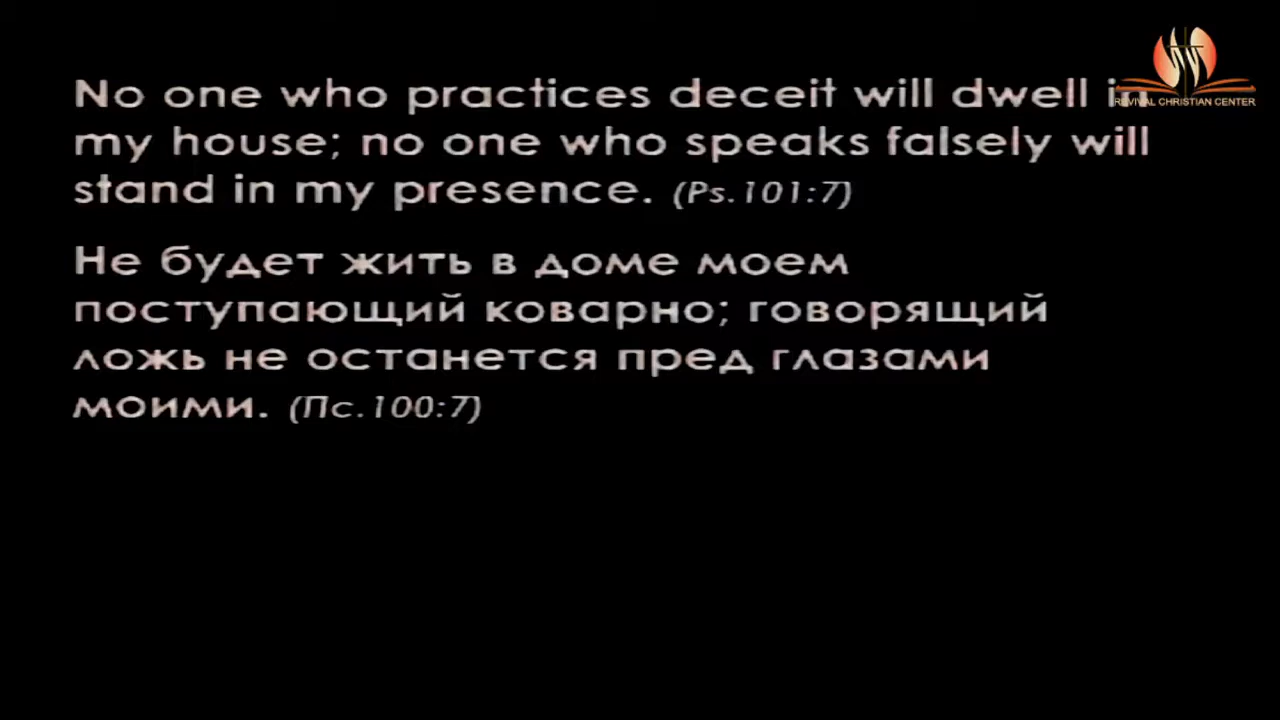 No one who practices deceit will dwell in
my house; no one who speaks falsely will
stand in my presence. (Ps.101:7)
Не будет жить в доме моем
поступающий коварно; говорящий
ложь не останется пред глазами
моими. (Пс.100:7)
REVIVAL CHRISTIAN CENTER